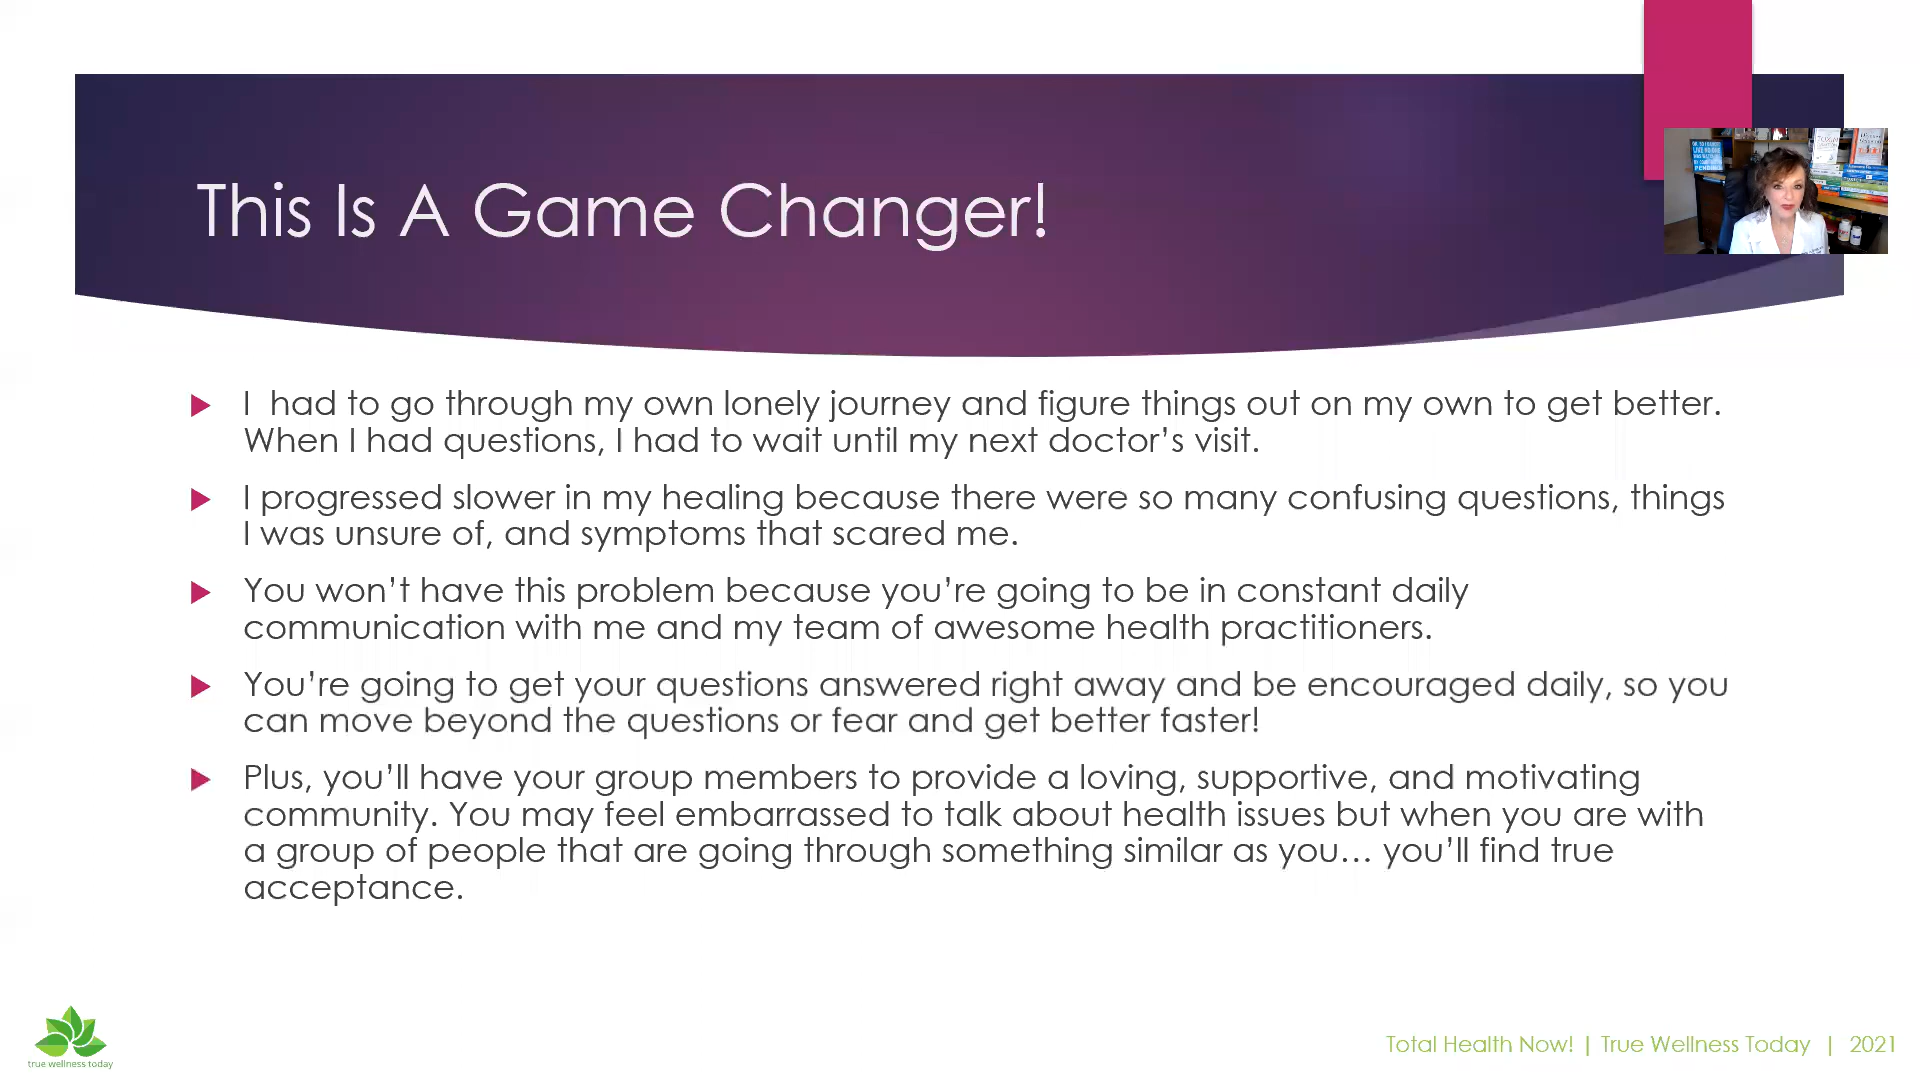 This Is A Game Changer!
I had to go through my own lonely journey and figure things out on my own to get better.
When I had questions, I had to wait until my next doctor’s visit.
I progressed slower in my healing because there were so many confusing questions, things
I was unsure of, and symptoms that scared me.
You won’t have this problem because you’re going to be in constant daily
communication with me and my team of awesome health practitioners.
You’re going to get your questions answered right away and be encouraged daily, so you
can move beyond the questions or fear and get better faster!
Plus, you’ll have your group members to provide a loving, supportive, and motivating
community. You may feel embarrassed to talk about health issues but when you are with
a group of people that are going through something similar as you… you’ll find true
acceptance.
true wellness today
Total Health Now! | True Wellness Today | 2021